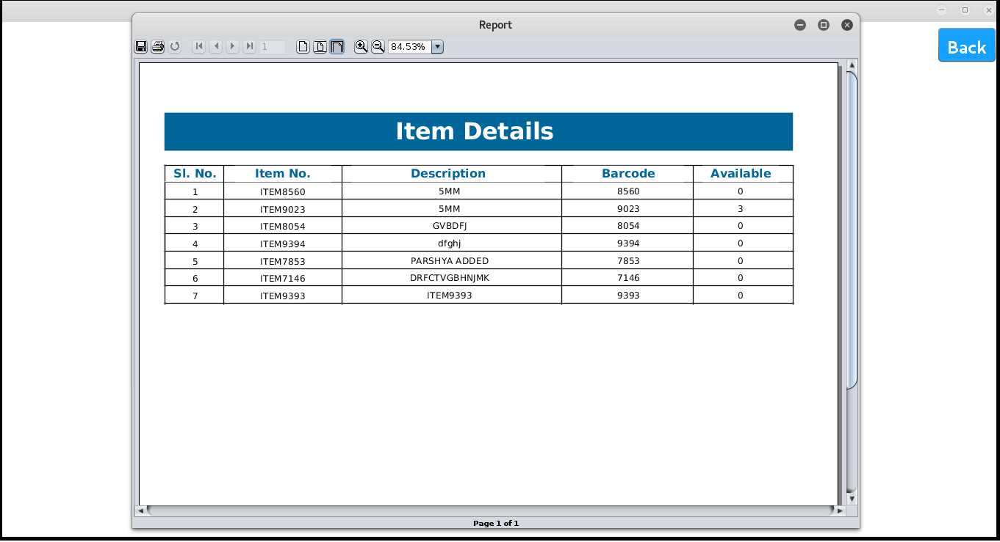 Report
Back
1 84.53%
Item Details
Sl. No. Item No. Description Barcode Available
1 ITEM8560 5MM 8560 0
2 ITEM9023 5MM 9023 3
3 ITEM8054 GVBDFJ 8054 0
4 ITEM9394 dfghj 9394 0
5 ITEM7853 PARSHYA ADDED 7853 0
6 ITEM7146 DRFCTVGBHNJMK 7146 0
7 ITEM9393 ITEM9393 9393 0
Page 1 of 1